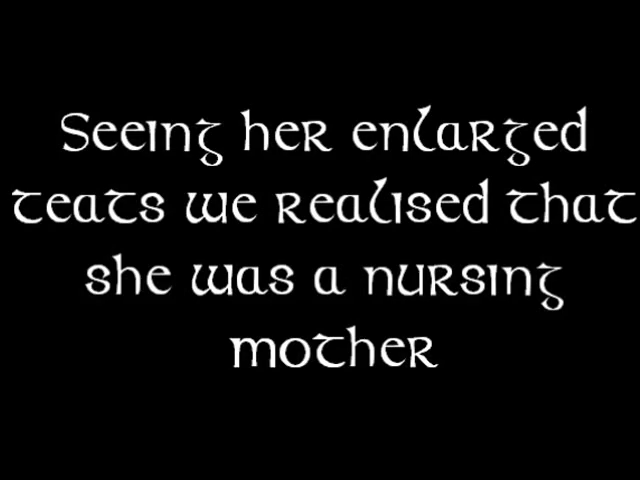 Seeing her enlarged
teats we realised that
she was a nursing
mother